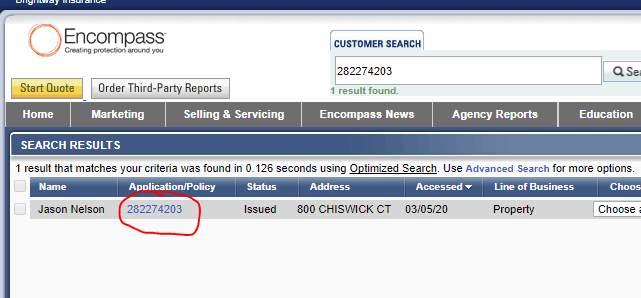 Brightway Insurance
Encompass
Creating protection around you
CUSTOMER SEARCH
282274203
1 result found.
Start Quote Order Third-Party Reports
Home Marketing Selling & Servicing Encompass News Agency Reports Education
SEARCH RESULTS
1 result that matches your criteria was found in 0.126 seconds using Optimized Search. Use Advanced Search for more options.
Name Application/Policy Status Address Accessed Line of Business Choos
Jason Nelson 282274203 Issued 800 CHISWICK CT 03/05/20 Property Choose a